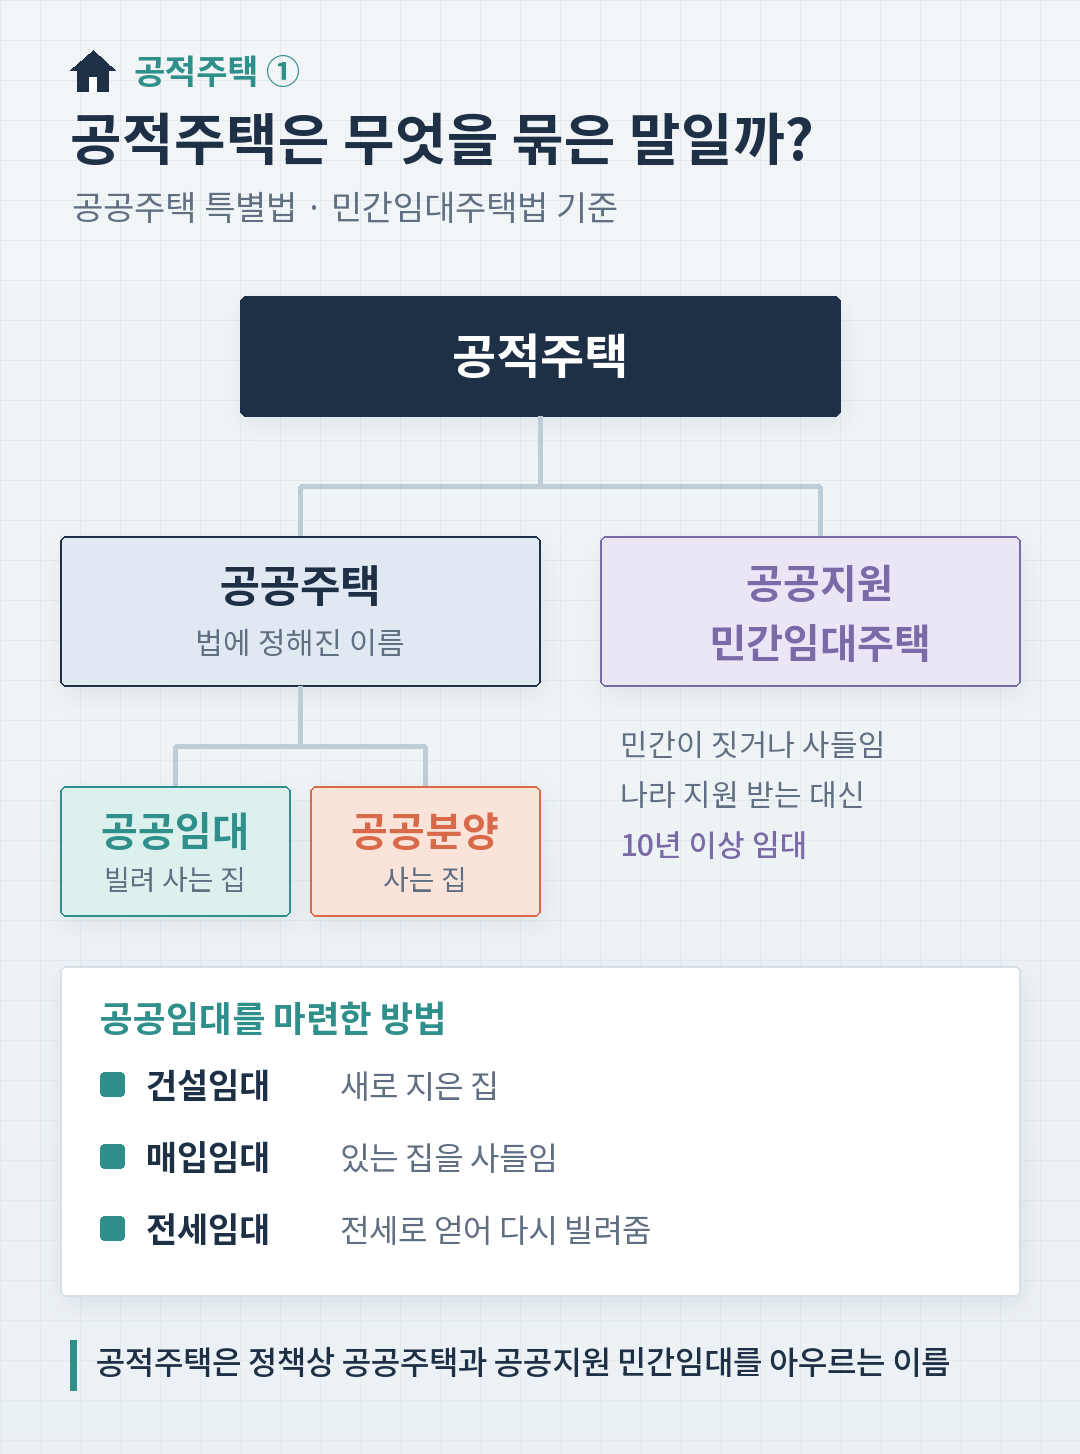 공적주택 ①
공적주택은 무엇을 묶은 말일까?
공공주택 특별법 · 민간임대주택법 기준
공적주택
공공주택
법에 정해진 이름
공공지원
민간임대주택
민간이 짓거나 사들임
나라 지원 받는 대신
10년 이상 임대
공공임대
빌려 사는 집
공공분양
사는 집
공공임대를 마련한 방법
건설임대 새로 지은 집
매입임대 있는 집을 사들임
전세임대 전세로 얻어 다시 빌려줌
공적주택은 정책상 공공주택과 공공지원 민간임대를 아우르는 이름